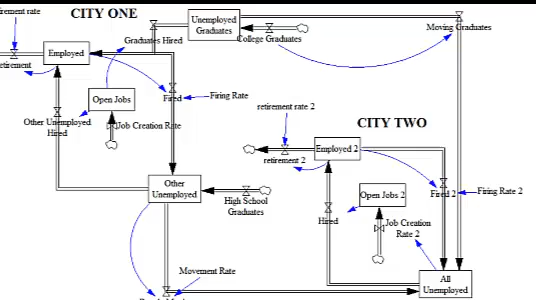 CITY ONE
retirement rate
Employed
retirement
Unemployed
Graduates
Graduates Hired
College Graduates
Moving Graduates
Open Jobs
Fired
Firing Rate
Other Unemployed
Hired
Job Creation Rate
Other
Unemployed
High School
Graduates
Movement Rate
CITY TWO
retirement rate 2
Employed 2
retirement 2
Open Jobs 2
Fired 2
Firing Rate 2
Hired
Job Creation
Rate 2
All
Unemployed